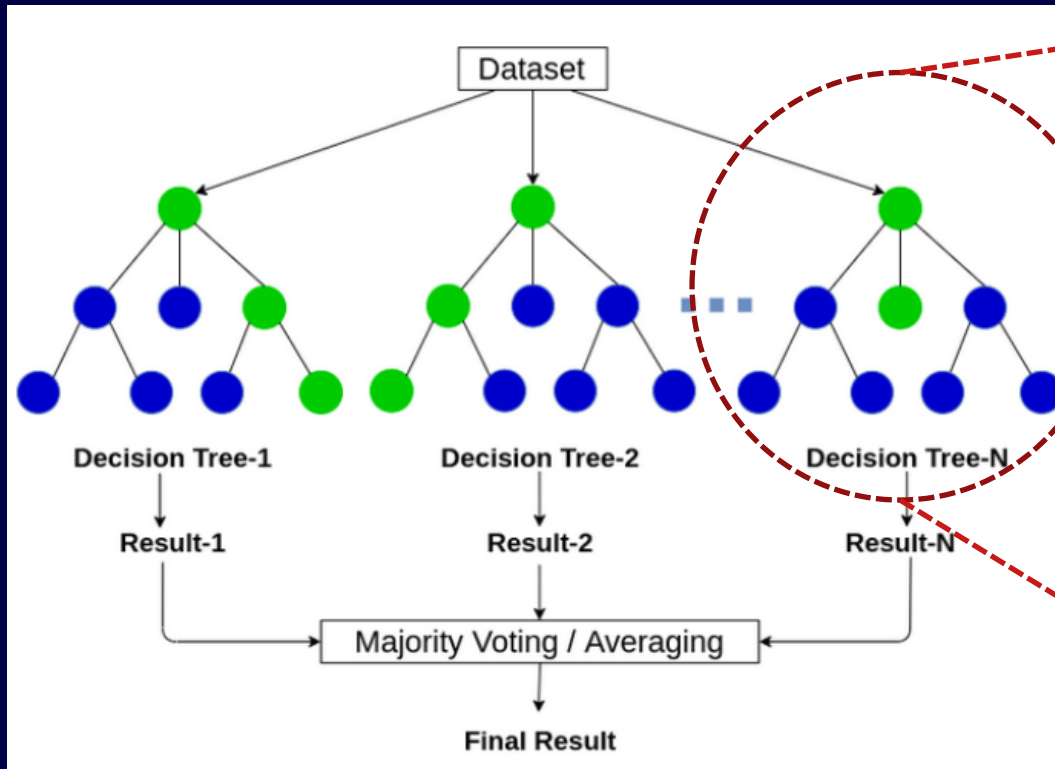 Dataset
Decision Tree-1
Decision Tree-2
Decision Tree-N
Result-1
Result-2
Result-N
Majority Voting / Averaging
Final Result